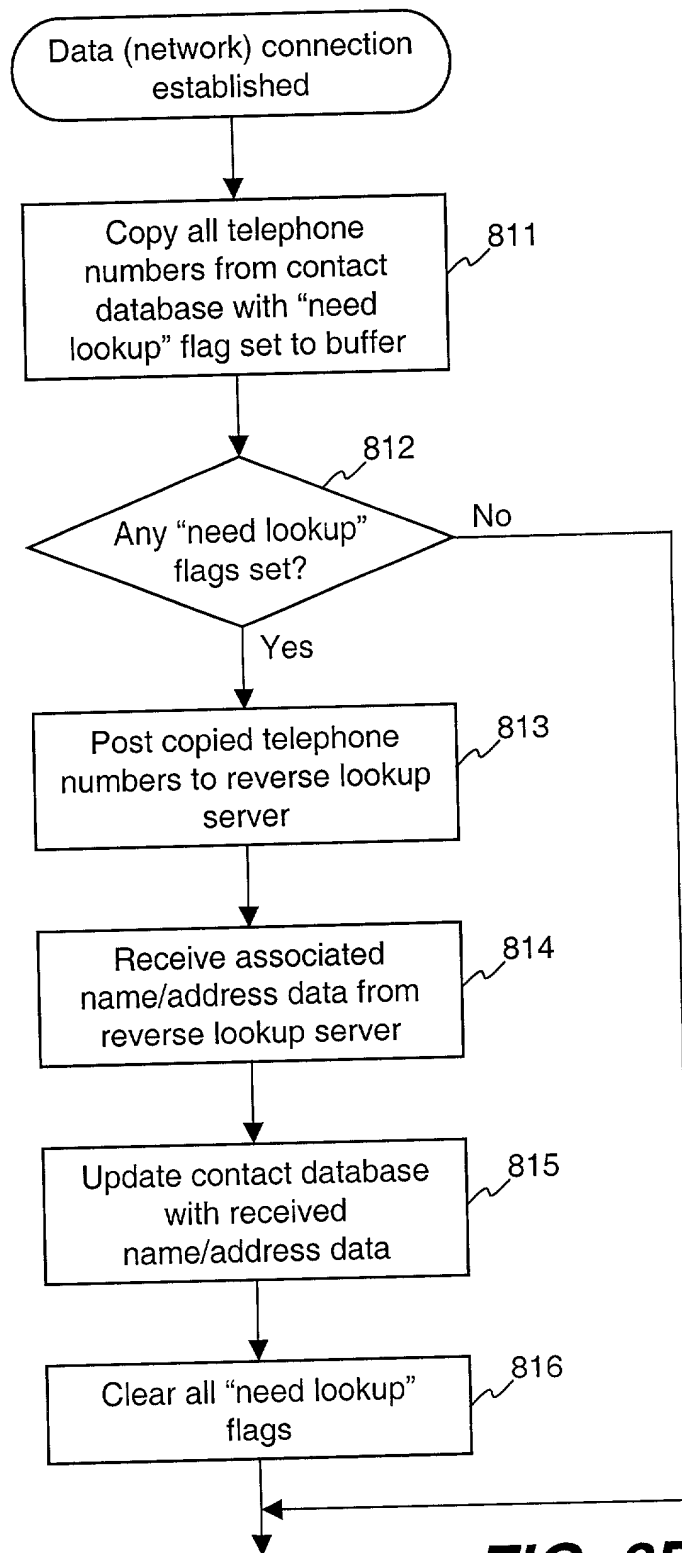 Data (network) connection
established
Copy all telephone
numbers from contact
database with “need
lookup” flag set to buffer
811
812
Any “need lookup”
flags set?
No
Yes
Post copied telephone
numbers to reverse lookup
server
813
Receive associated
name/address data from
reverse lookup server
814
Update contact database
with received
name/address data
815
Clear all “need lookup”
flags
816
FIG.